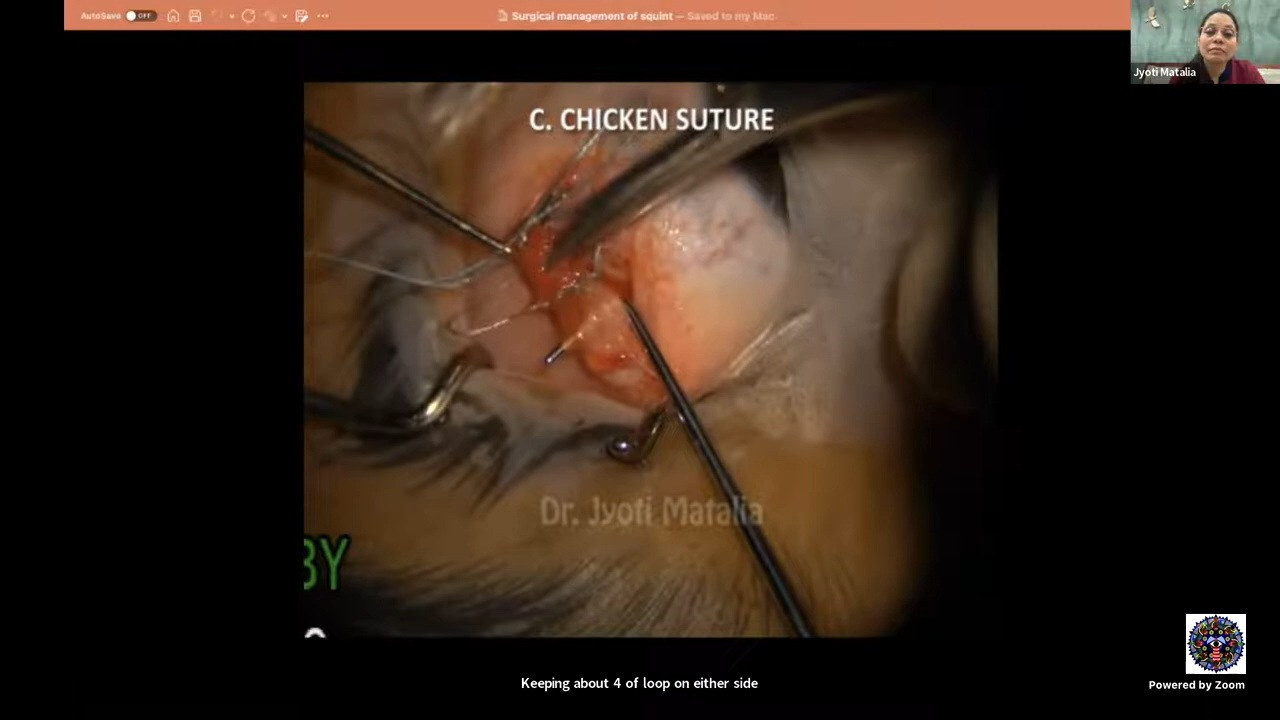 AutoSave OFF
Surgical management of squint — Saved to my Mac
Jyoti Matalia
C. CHICKEN SUTURE
Dr. Jyoti Matalia
BY
Keeping about 4 of loop on either side
Powered by Zoom